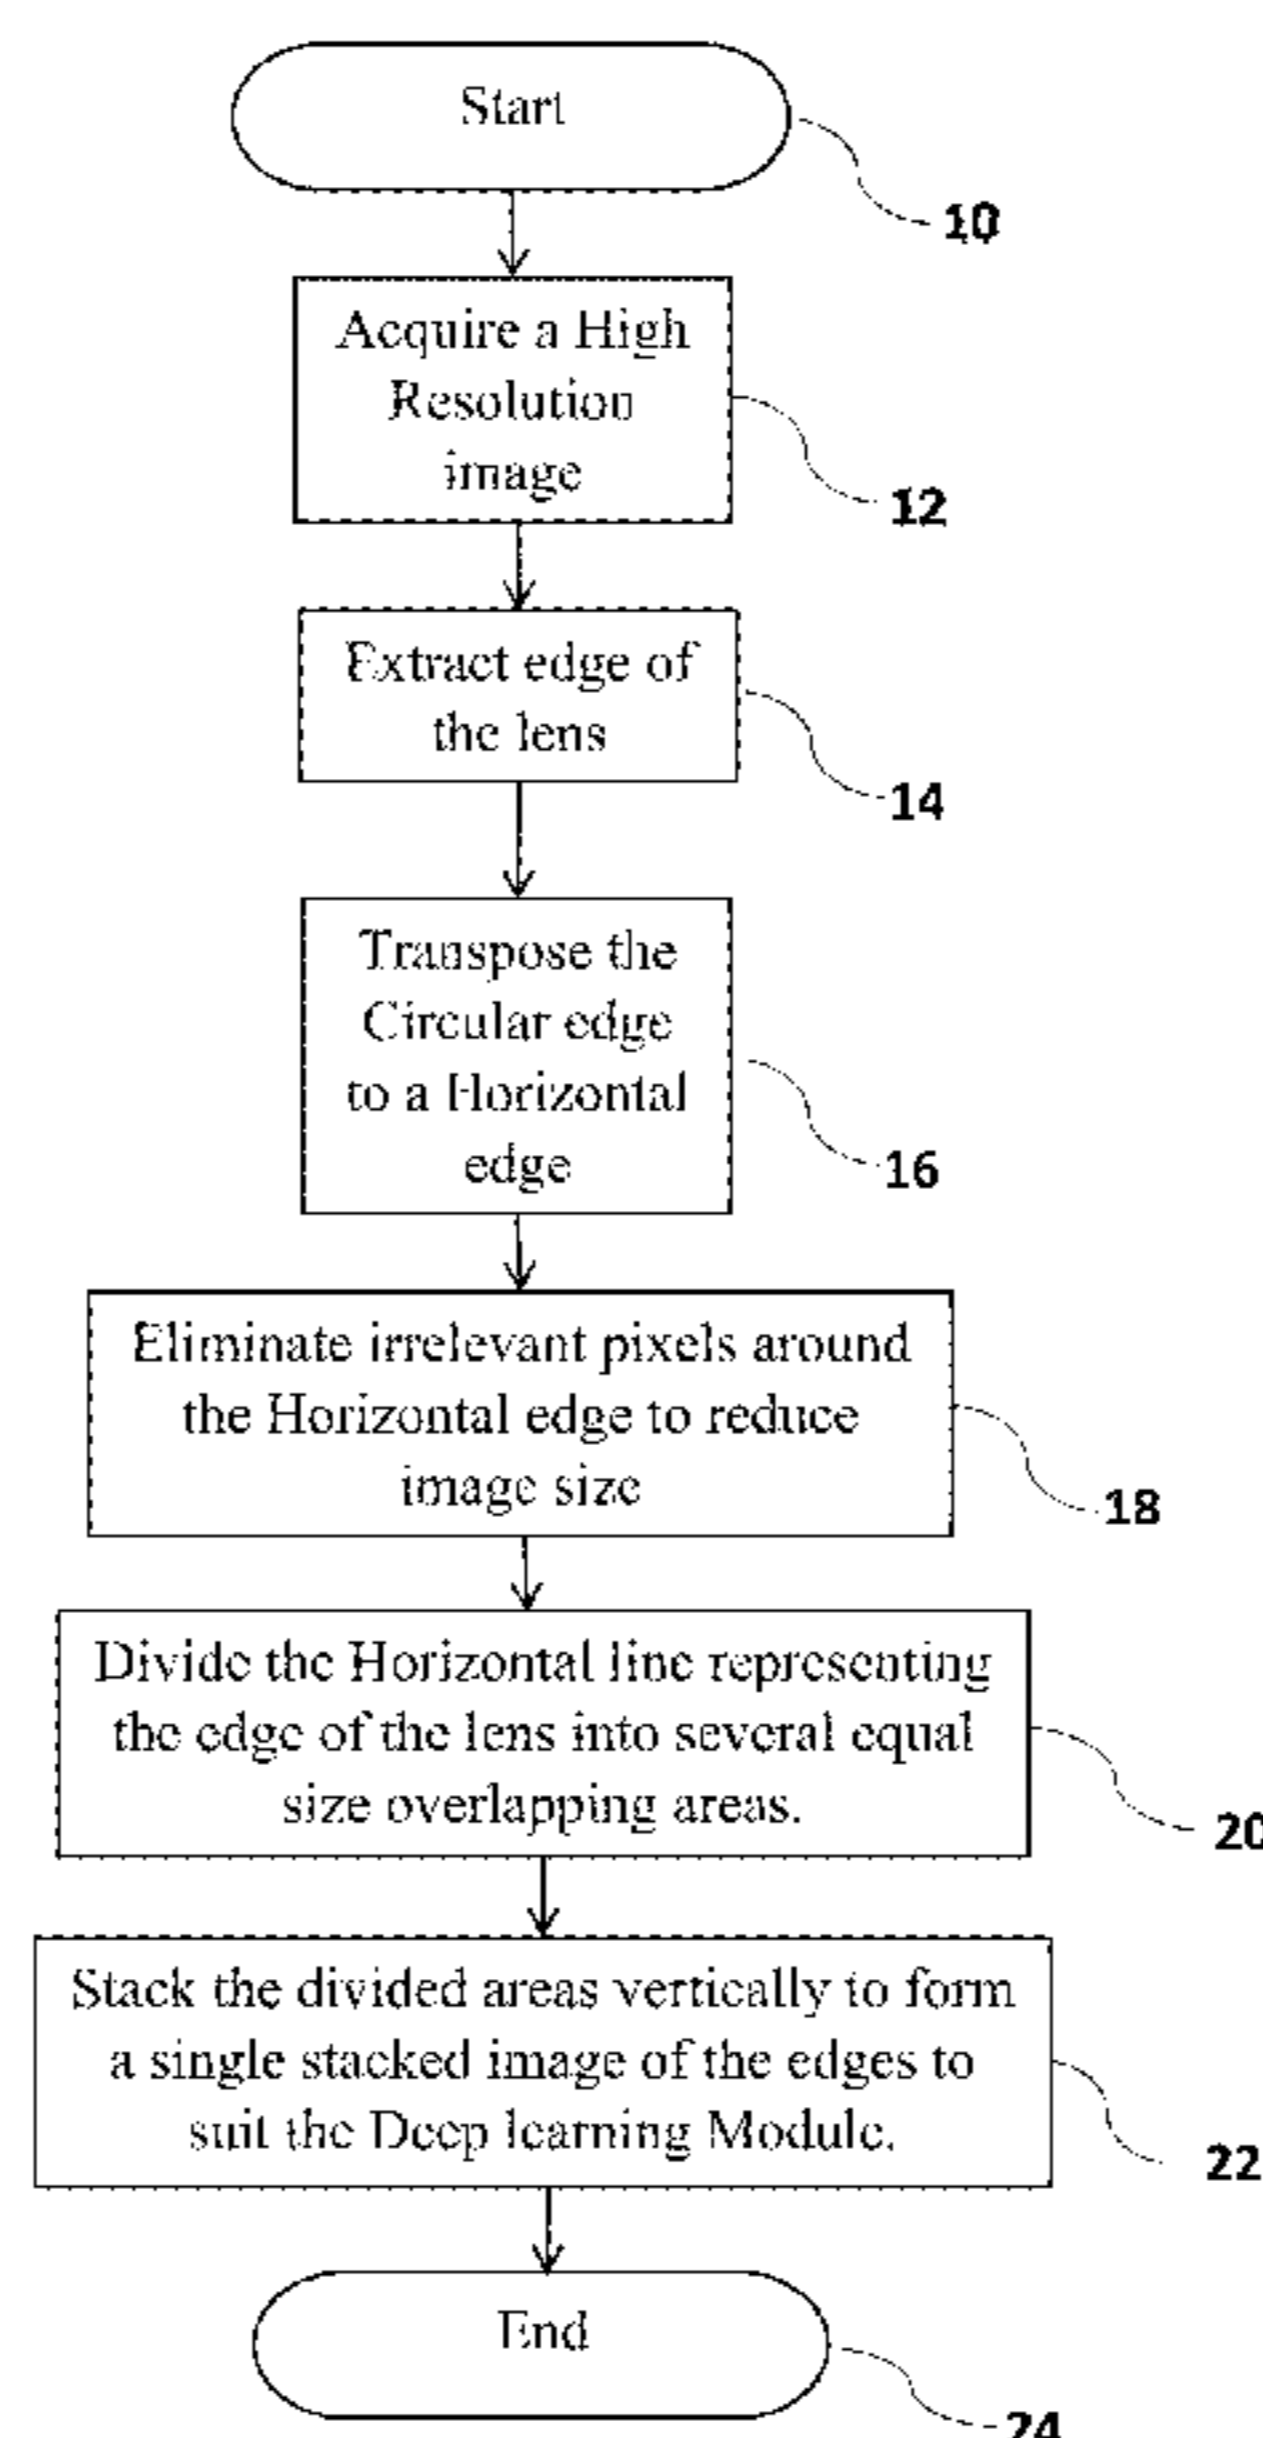 Start
10
Acquire a High
Resolution
image
12
Extract edge of
the lens
14
Transpose the
Circular edge
to a Horizontal
edge
16
Eliminate irrelevant pixels around
the Horizontal edge to reduce
image size
18
Divide the Horizontal line representing
the edge of the lens into several equal
size overlapping areas.
20
Stack the divided areas vertically to form
a single stacked image of the edges to
suit the Deep learning Module.
22
End
24